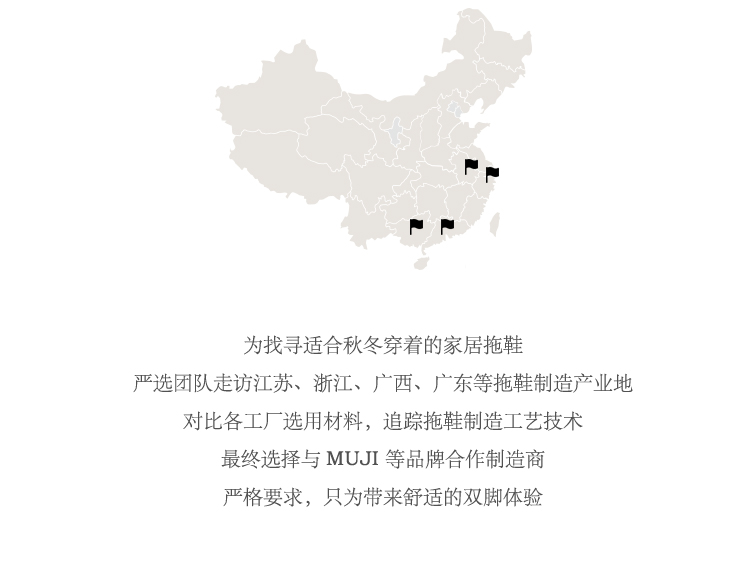 为找寻适合秋冬穿着的家居拖鞋
严选团队走访江苏、浙江、广西、广东等拖鞋制造产业地
对比各工厂选用材料，追踪拖鞋制造工艺技术
最终选择与 MUJI 等品牌合作制造商
严格要求，只为带来舒适的双脚体验